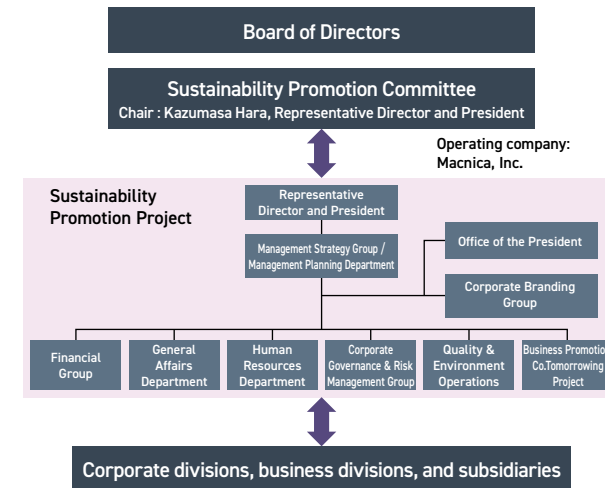 Board of Directors
Sustainability Promotion Committee
Chair : Kazumasa Hara, Representative Director and President
Operating company:
Macnica, Inc.
Sustainability
Promotion Project
Representative
Director and President
Management Strategy Group /
Management Planning Department
Office of the President
Corporate Branding
Group
Financial
Group
General
Affairs
Department
Human
Resources
Department
Corporate
Governance & Risk
Management Group
Quality &
Environment
Operations
Business Promotion
Co.Tomorrowing
Project
Corporate divisions, business divisions, and subsidiaries